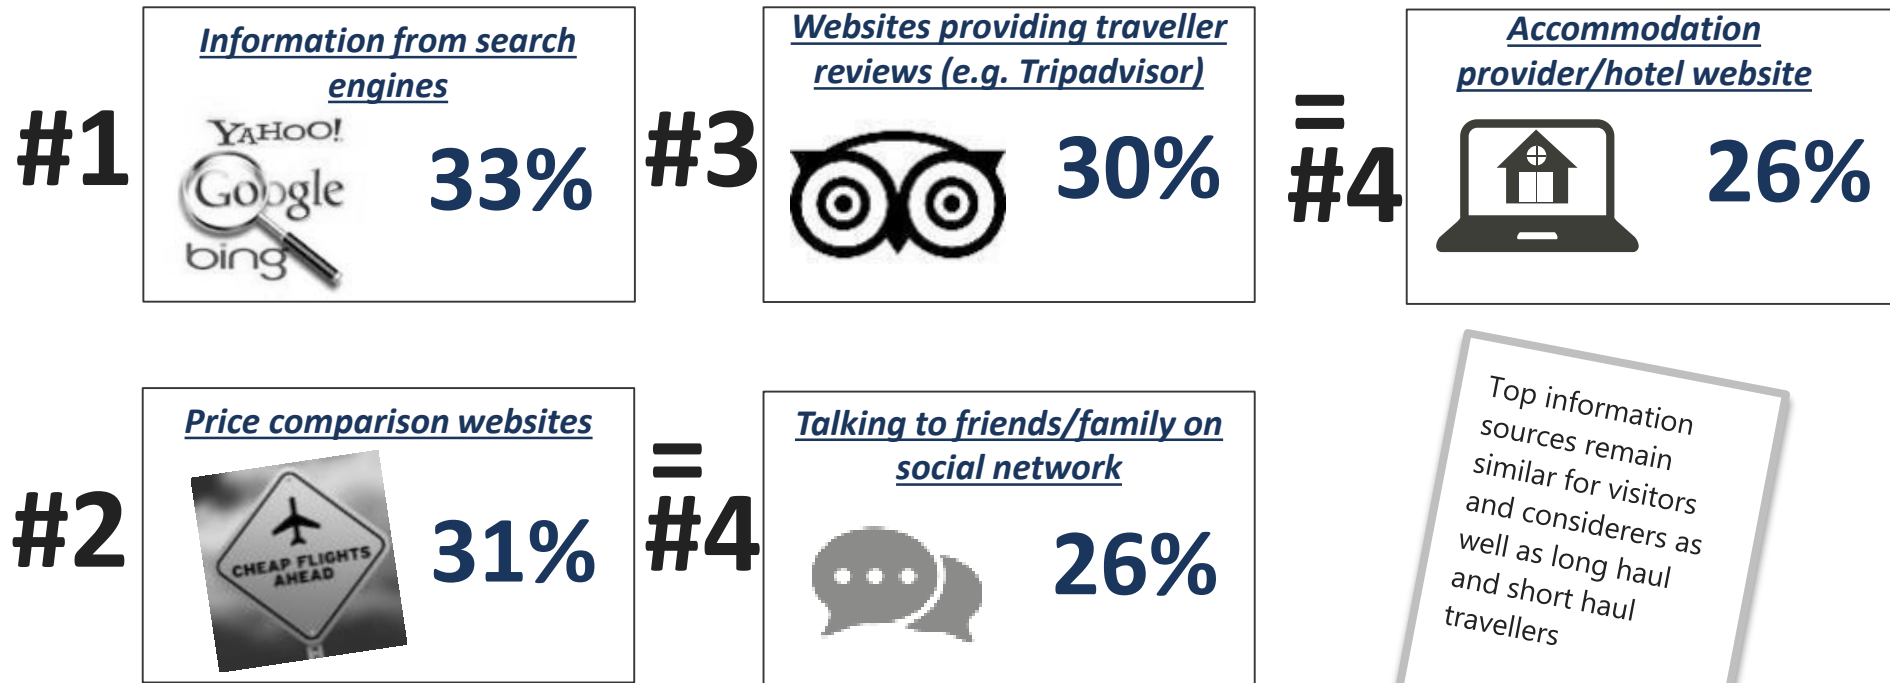 #1
Information from search
engines
YAHOO!
Google
bing
33%
#2
Price comparison websites
CHEAP FLIGHTS
AHEAD
31%
#3
Websites providing traveller
reviews (e.g. Tripadvisor)
30%
=
#4
Talking to friends/family on
social network
26%
=
#4
Accommodation
provider/hotel website
26%
Top information
sources remain
similar for visitors
and considerers as
well as long haul
and short haul
travellers